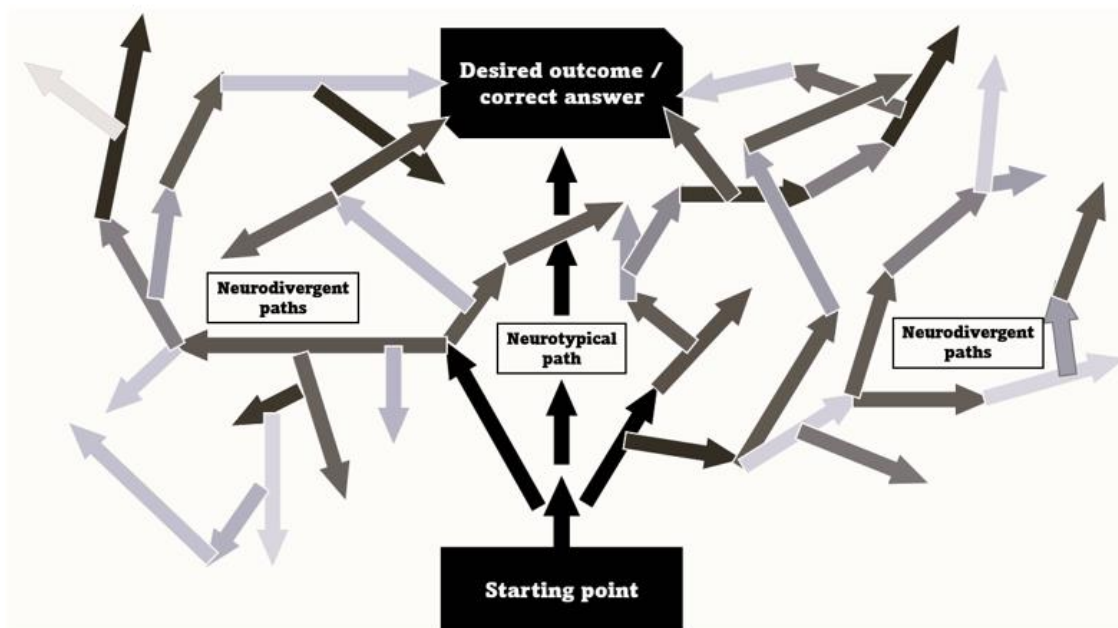 Desired outcome /
correct answer
Neurodivergent
paths
Neurotypical
path
Neurodivergent
paths
Starting point